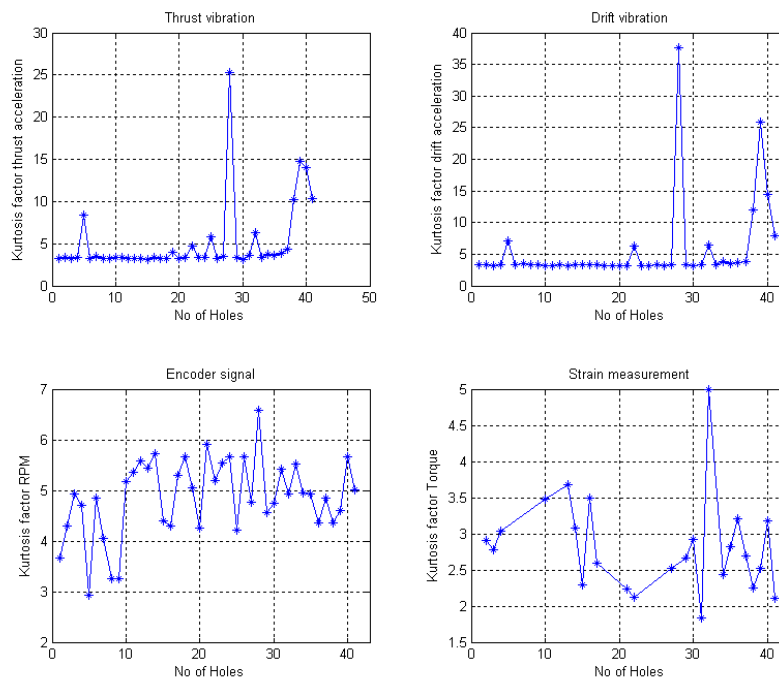 Thrust vibration
Kurtosis factor thrust acceleration
30
25
20
15
10
5
0
0 10 20 30 40 50
No of Holes
Drift vibration
Kurtosis factor drift acceleration
40
35
30
25
20
15
10
5
0
0 10 20 30 40
No of Holes
Encoder signal
Kurtosis factor RPM
7
6
5
4
3
2
0 10 20 30 40
No of Holes
Strain measurement
Kurtosis factor Torque
5
4.5
4
3.5
3
2.5
2
1.5
0 10 20 30 40
No of Holes